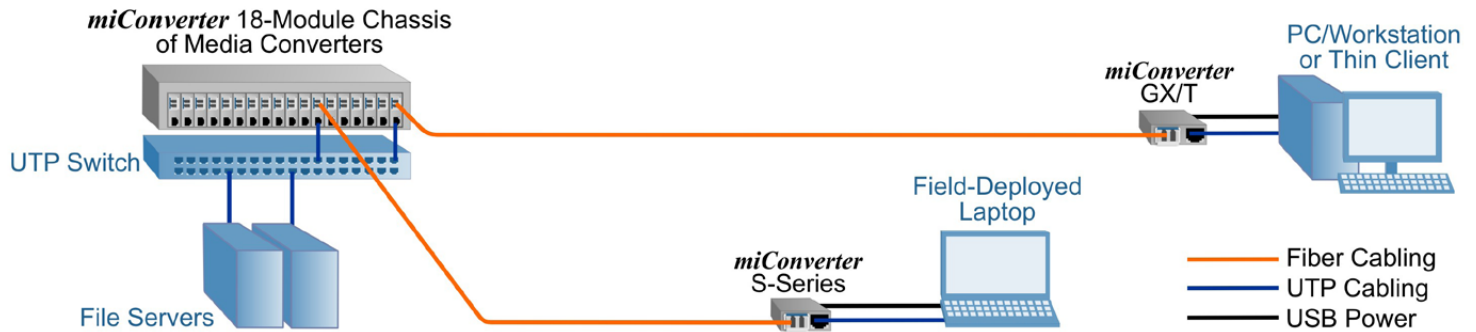 miConverter 18-Module Chassis
of Media Converters
UTP Switch
File Servers
miConverter
S-Series
Field-Deployed
Laptop
miConverter
GX/T
PC/Workstation
or Thin Client
Fiber Cabling
UTP Cabling
USB Power